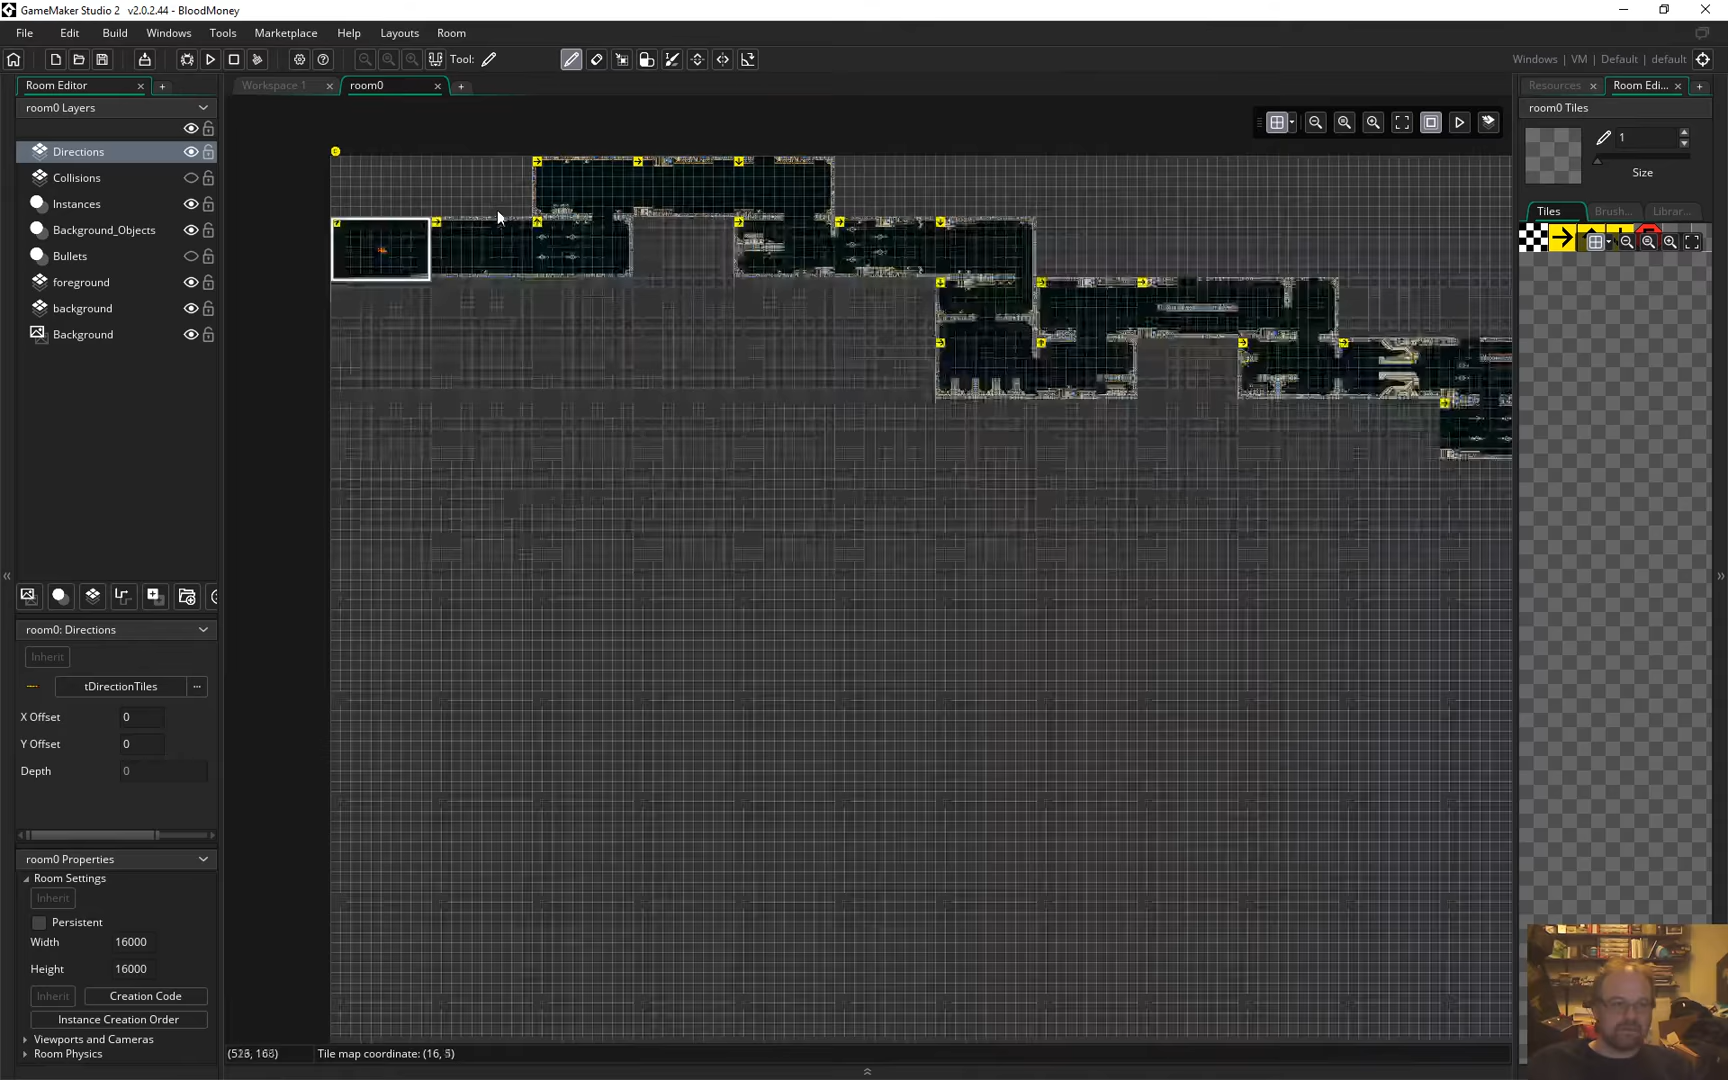 GameMaker Studio 2 v2.0.2.44 - BloodMoney
File Edit Build Windows Tools Marketplace Help Layouts Room
Tool:
Windows | VM | Default | default
Room Editor
Workspace 1
room0
Resources
Room Edi...
room0 Layers
Directions
Collisions
Instances
Background_Objects
Bullets
foreground
background
Background
room0 Tiles
1
Size
Tiles
Brush...
Librar...
room0: Directions
Inherit
tDirectionTiles
X Offset 0
Y Offset 0
Depth 0
room0 Properties
Room Settings
Inherit
Persistent
Width 16000
Height 16000
Inherit Creation Code
Instance Creation Order
Viewports and Cameras
Room Physics
Tile map coordinate: (16, 5)